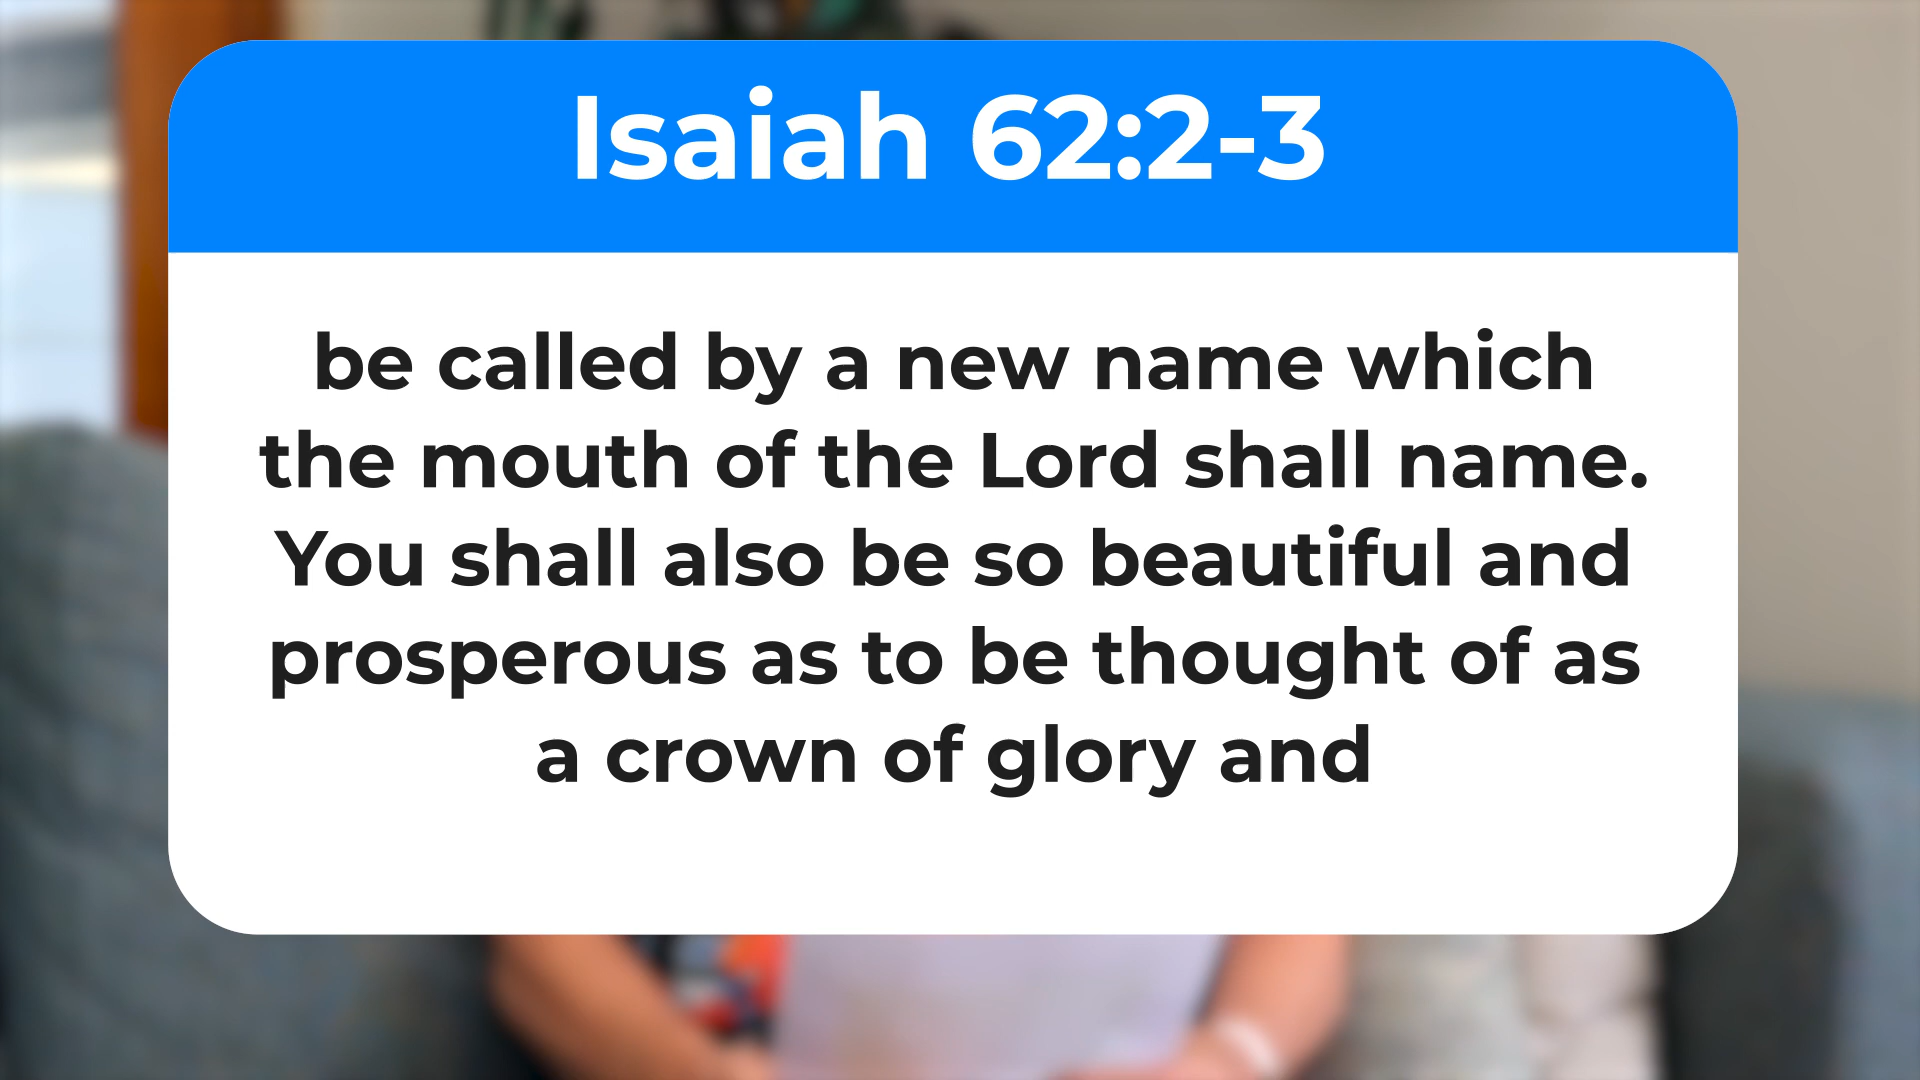 Isaiah 62:2-3
be called by a new name which
the mouth of the Lord shall name.
You shall also be so beautiful and
prosperous as to be thought of as
a crown of glory and